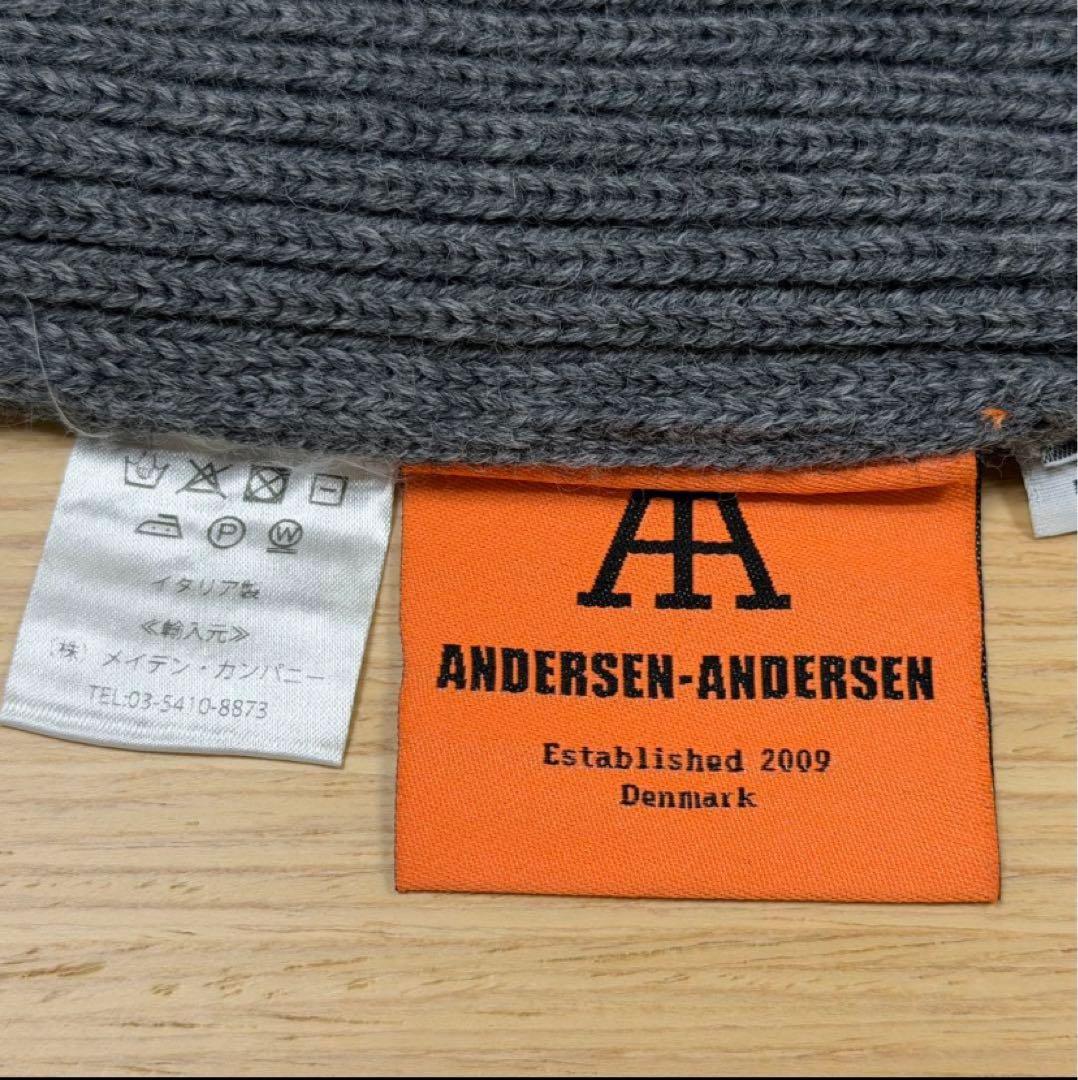 P W
イタリア製
≪輸入元≫
(株) メイデン・カンパニー
TEL:03-5410-8873
ANDERSEN-ANDERSEN
Established 2009
Denmark